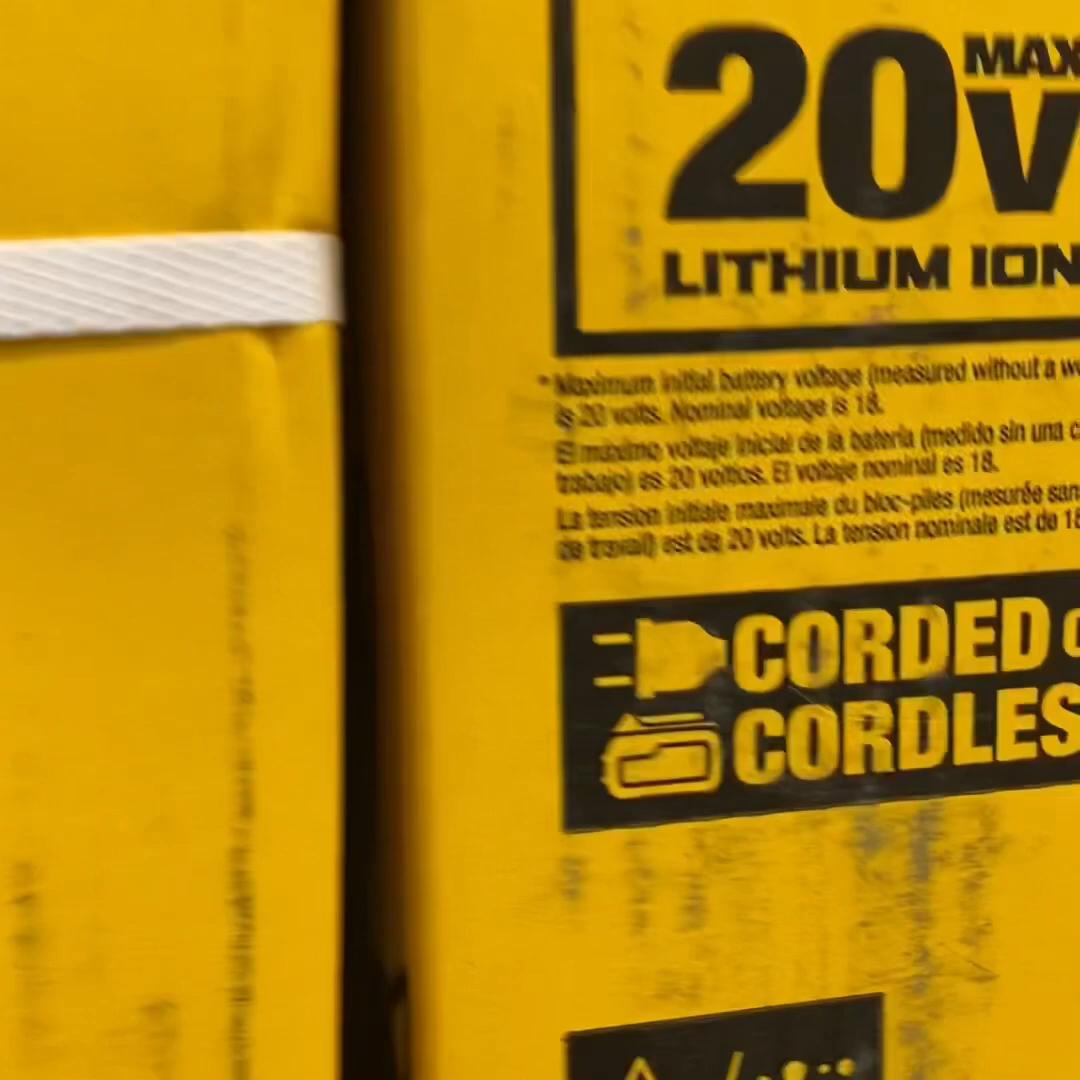 20V MAX
LITHIUM ION
* Maximum initial battery voltage (measured without a
is 20 volts. Nominal voltage is 18.
El máximo voltaje inicial de la batería (medido sin una
trabajo) es 20 voltios. El voltaje nominal es 18.
La tension initiale maximale du bloc-piles (mesurée
de travail) est de 20 volts. La tension nominale est de 18
CORDED
CORDLES